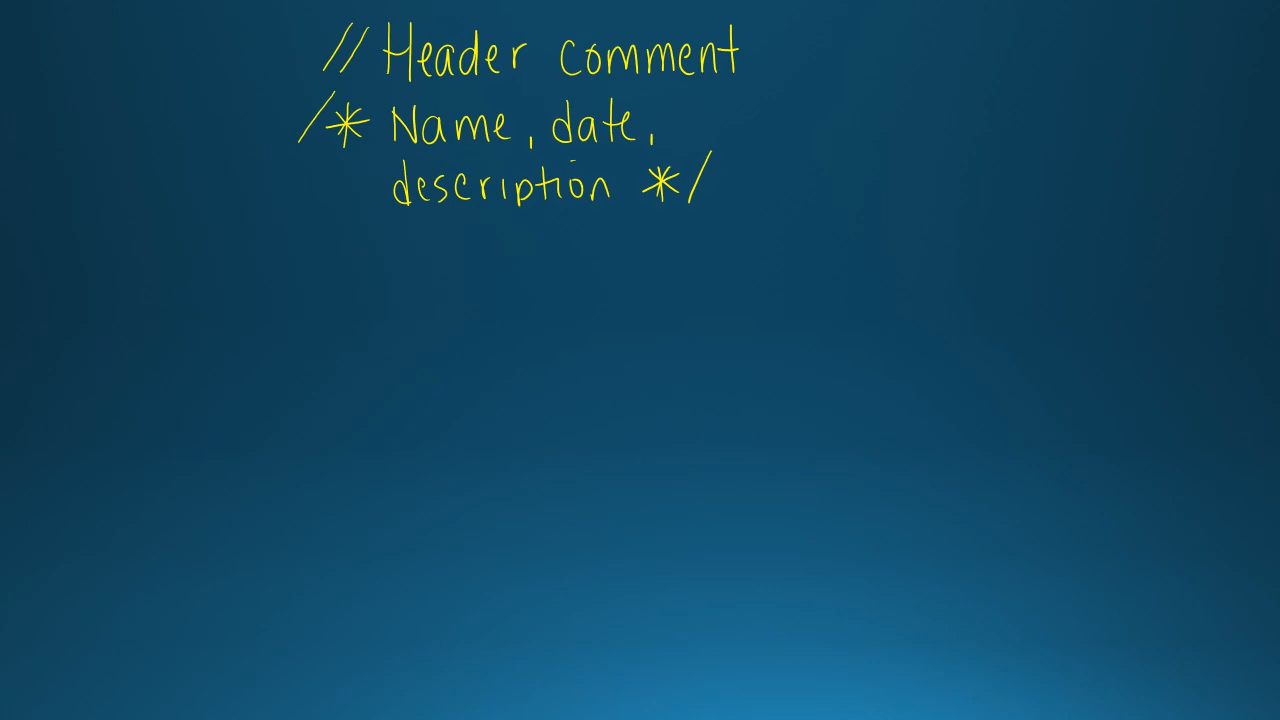 // Header comment
/* Name, date,
description */